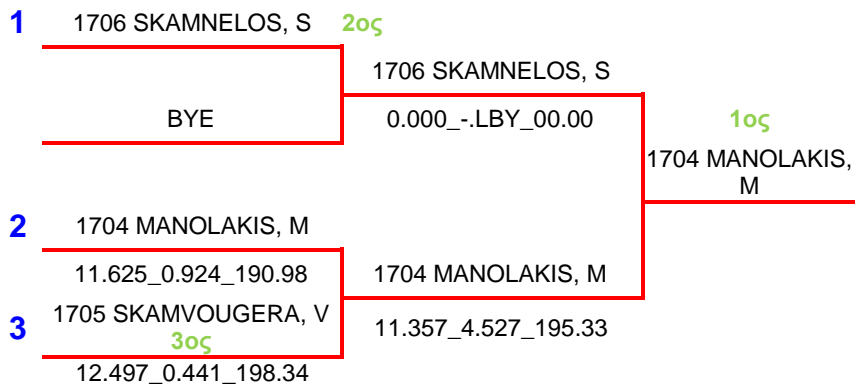 1 1706 SKAMNELOS, S 2ος
1706 SKAMNELOS, S
BYE 0.000_-.LBY_00.00 1ος
1704 MANOLAKIS,
M
2 1704 MANOLAKIS, M
11.625_0.924_190.98 1704 MANOLAKIS, M
3 1705 SKAMVOUGERA, V
3ος
11.357_4.527_195.33
12.497_0.441_198.34